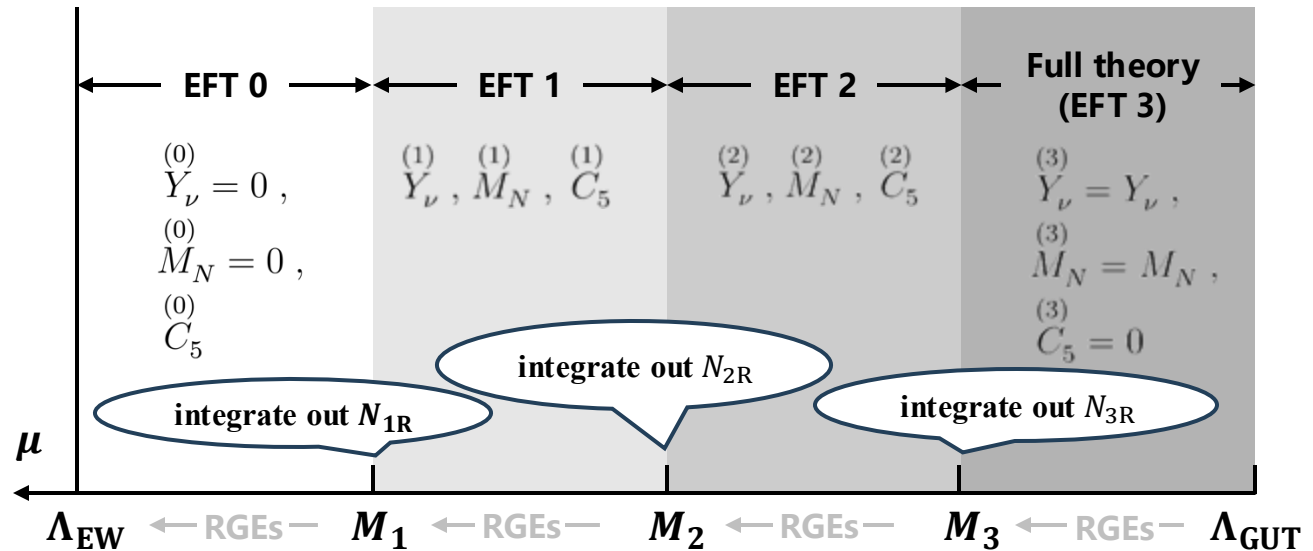 EFT 0
EFT 1
EFT 2
Full theory
(EFT 3)
(0)
Y_ν = 0 ,
(0)
M_N = 0 ,
(0)
C_5
(1) (1) (1)
Y_ν , M_N , C_5
(2) (2) (2)
Y_ν , M_N , C_5
(3)
Y_ν = Y_ν ,
(3)
M_N = M_N ,
(3)
C_5 = 0
integrate out N_1R
integrate out N_2R
integrate out N_3R
μ
Λ_EW ← RGEs — M_1 ← RGEs — M_2 ← RGEs — M_3 ← RGEs — Λ_GUT